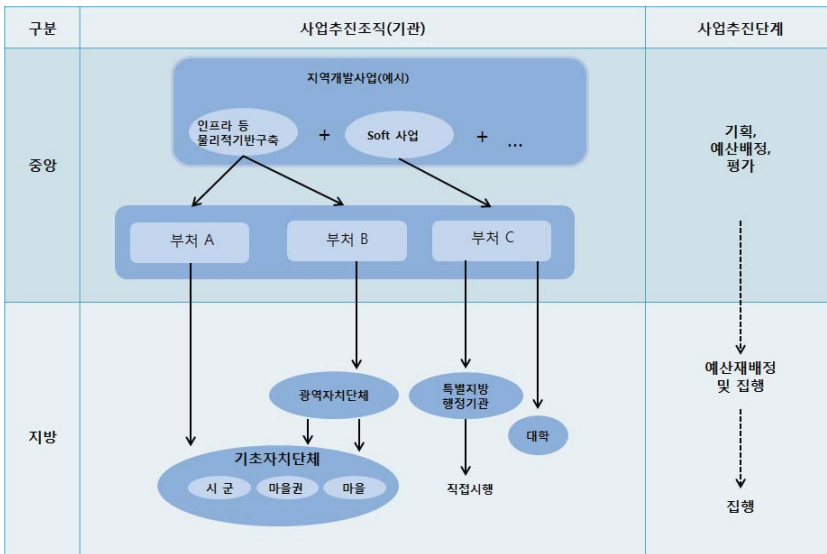 구분
사업추진조직(기관)
사업추진단계
지역개발사업(예시)
인프라 등
물리적기반구축
+
Soft 사업
+ ...
중앙
기획,
예산배정,
평가
부처 A
부처 B
부처 C
광역자치단체
특별지방
행정기관
예산재배정
및 집행
지방
대학
기초자치단체
시 군
마을권
마을
직접시행
집행